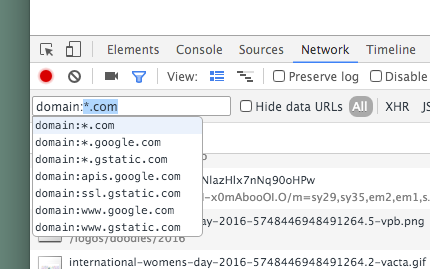 Elements Console Sources Network Timeline
View: Preserve log Disable
domain:*.com Hide data URLs All XHR JS
domain:*.com
domain:*.google.com
domain:*.gstatic.com
domain:apis.google.com
domain:ssl.gstatic.com
domain:www.google.com
domain:www.gstatic.com
-x0mAbooOI.O/m=sy29,sy35,em2,em1,s
-day-2016-5748446948491264.5-vpb.png
/logos/doodles/2016
international-womens-day-2016-5748446948491264.2-vacta.gif